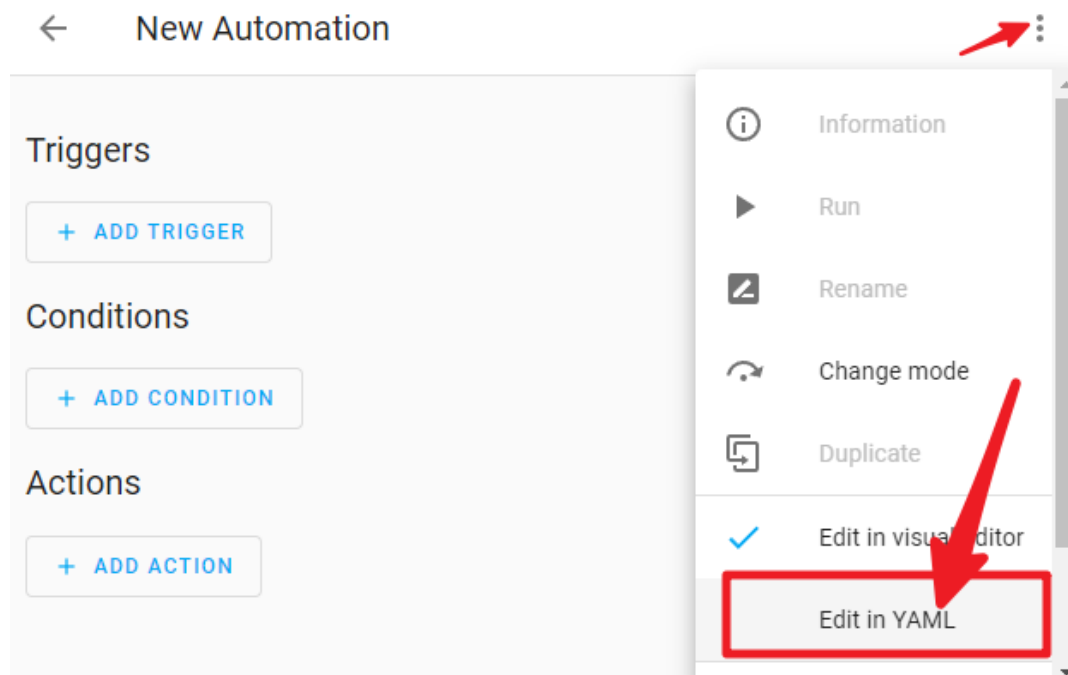 New Automation
Triggers
+ ADD TRIGGER
Conditions
+ ADD CONDITION
Actions
+ ADD ACTION
Information
Run
Rename
Change mode
Duplicate
Edit in visual editor
Edit in YAML